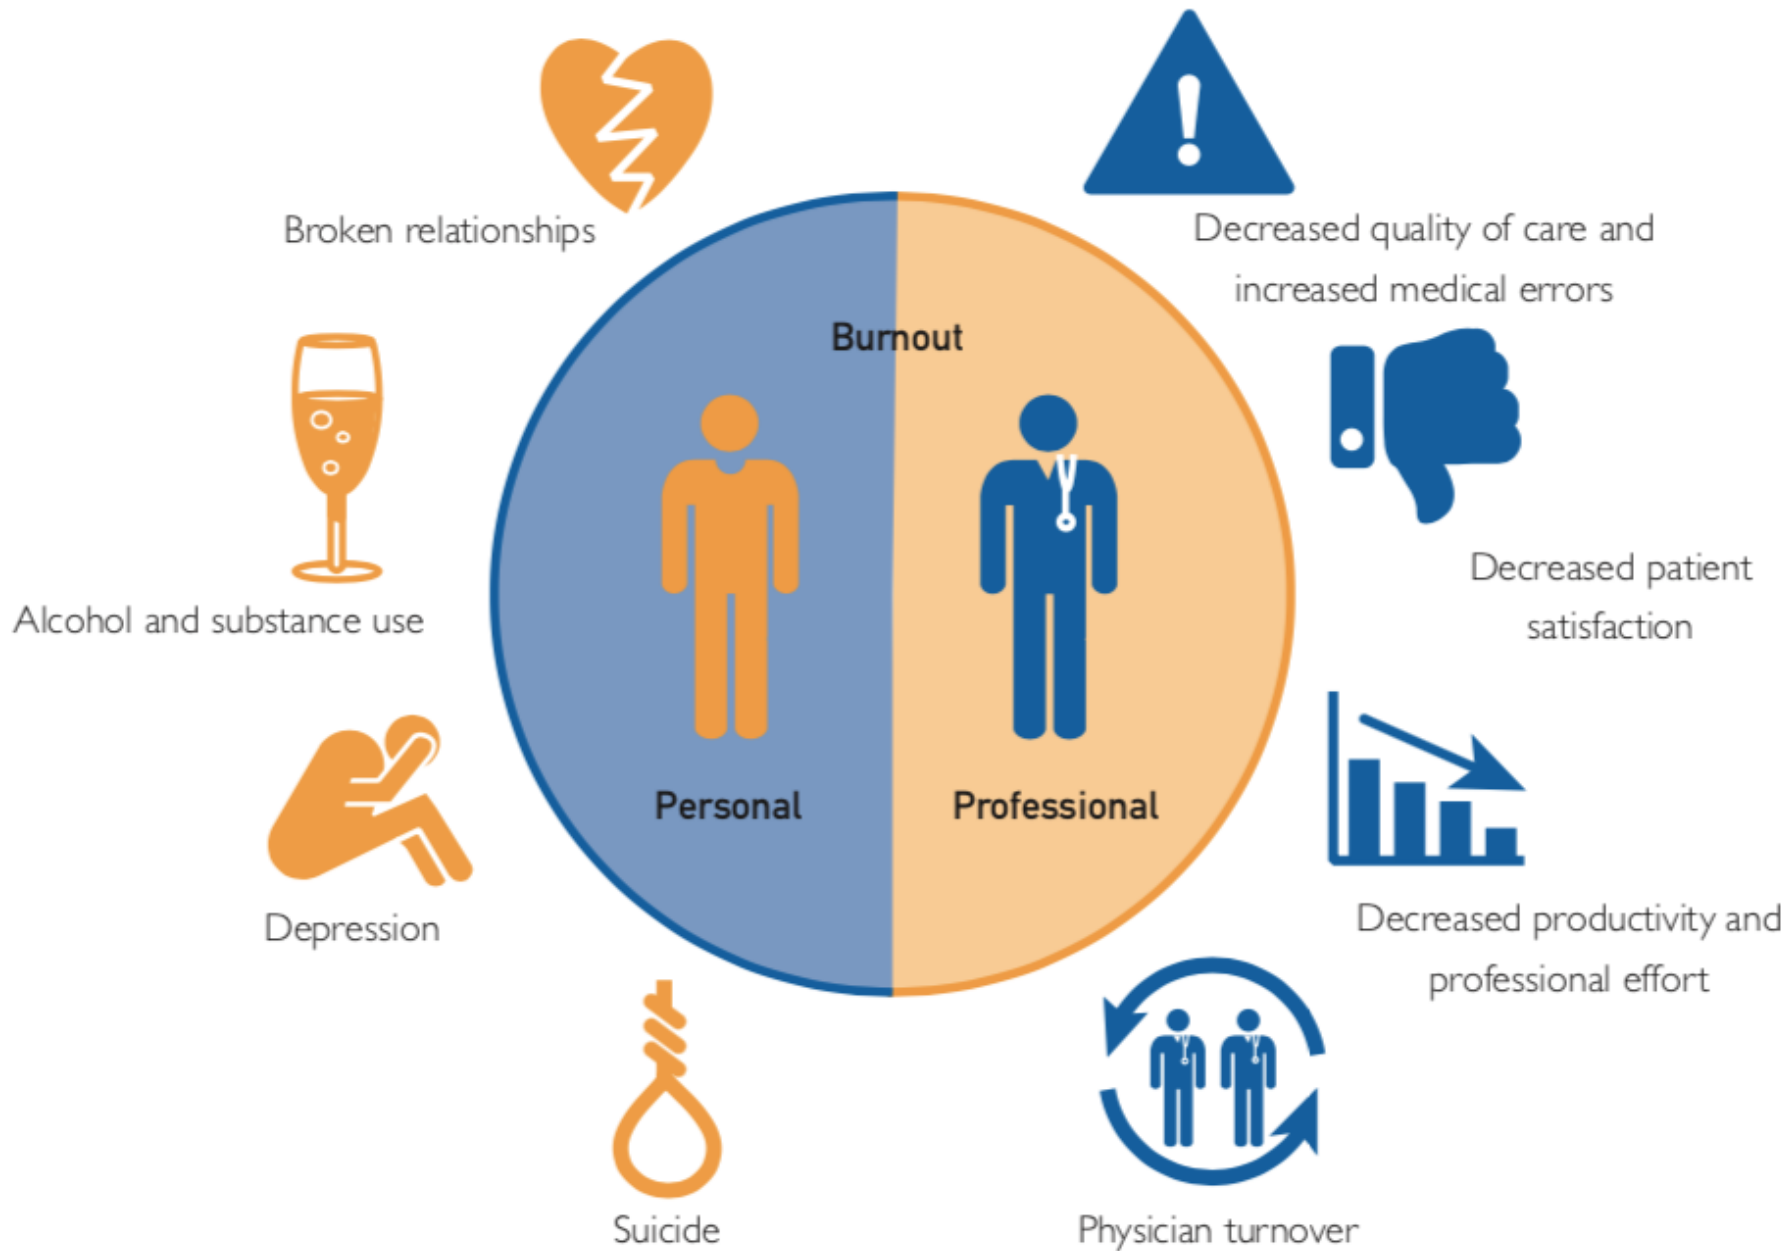 Broken relationships
Decreased quality of care and
increased medical errors
Burnout
Alcohol and substance use
Decreased patient
satisfaction
Personal
Professional
Depression
Decreased productivity and
professional effort
Suicide
Physician turnover